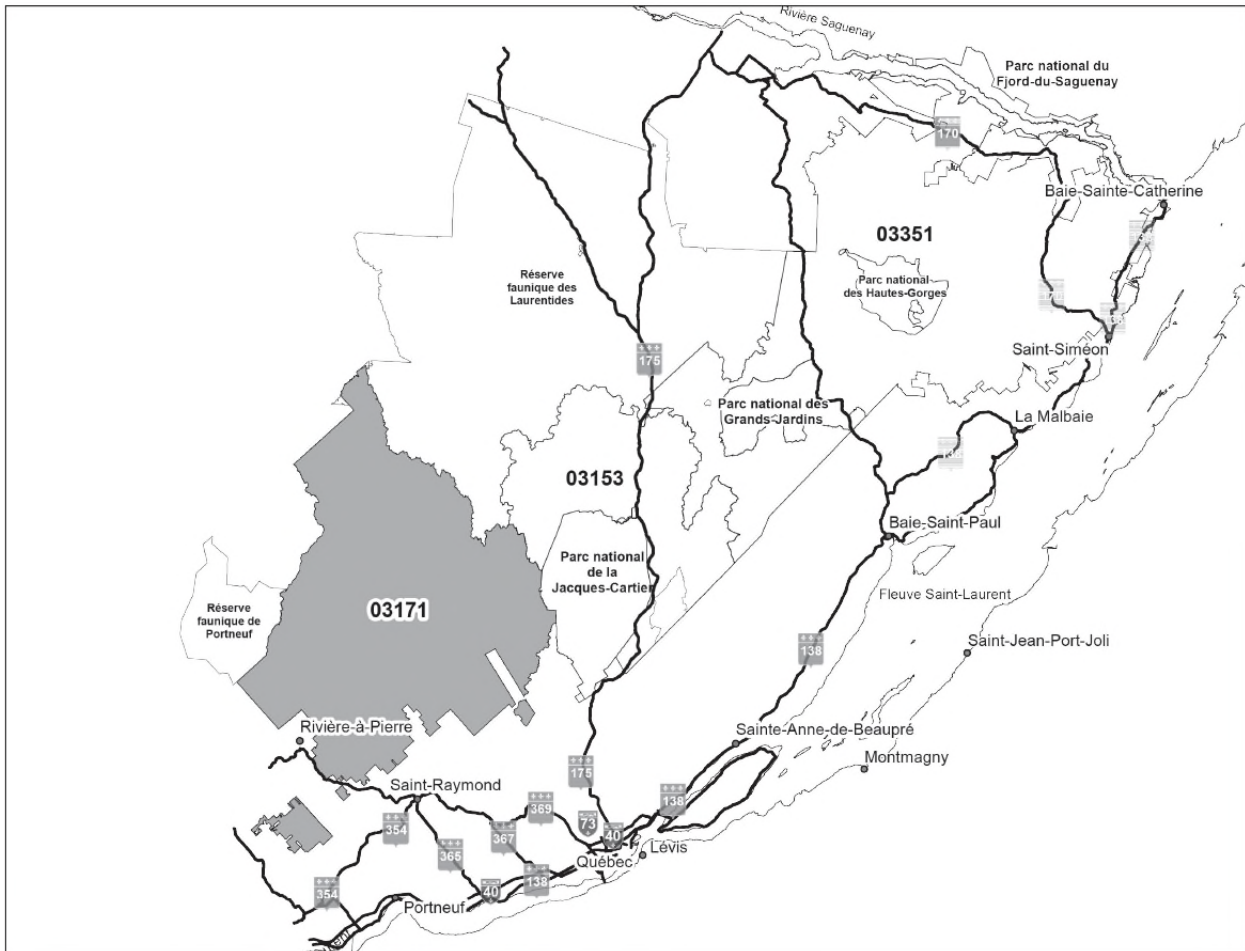 Rivière Saguenay
Parc national du
Fjord-du-Saguenay
170
Baie-Sainte-Catherine
03351
Parc national
des Hautes-Gorges
Réserve
faunique des
Laurentides
Saint-Siméon
175
Parc national des
Grands-Jardins
La Malbaie
138
03153
Baie-Saint-Paul
Parc national
de la
Jacques-Cartier
Fleuve Saint-Laurent
03171
Réserve
faunique de
Portneuf
138
Saint-Jean-Port-Joli
Rivière-à-Pierre
Sainte-Anne-de-Beaupré
Montmagny
175
Saint-Raymond
138
369
73
354
367
40
365
Lévis
Québec
138
354
40
Portneuf